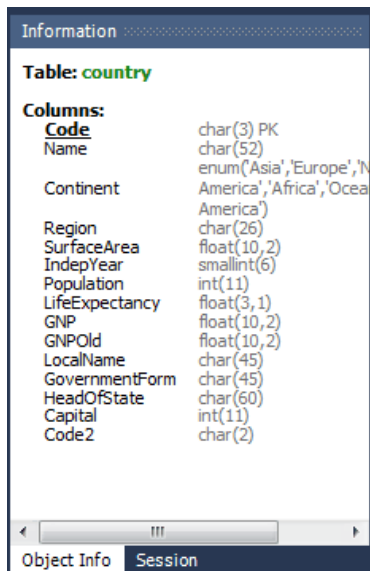 Information
Table: country
Columns:
Code char(3) PK
Name char(52)
Continent enum('Asia','Europe','N
America','Africa','Ocea
America')
Region char(26)
SurfaceArea float(10,2)
IndepYear smallint(6)
Population int(11)
LifeExpectancy float(3,1)
GNP float(10,2)
GNPOld float(10,2)
LocalName char(45)
GovernmentForm char(45)
HeadOfState char(60)
Capital int(11)
Code2 char(2)
Object Info Session